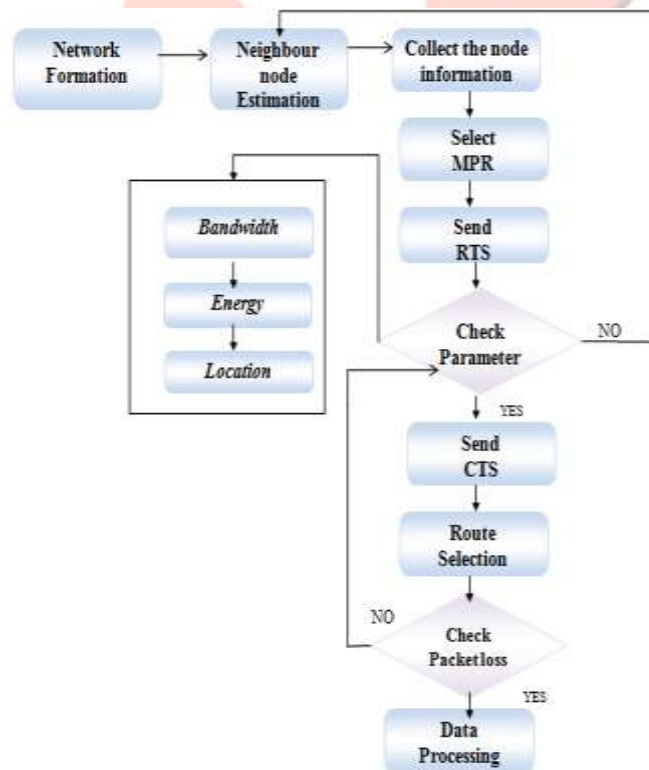 Network
Formation
Neighbour
node
Estimation
Collect the node
information
Select
MPR
Send
RTS
Bandwidth
Energy
Location
Check
Parameter
NO
YES
Send
CTS
Route
Selection
NO
Check
Packetloss
YES
Data
Processing